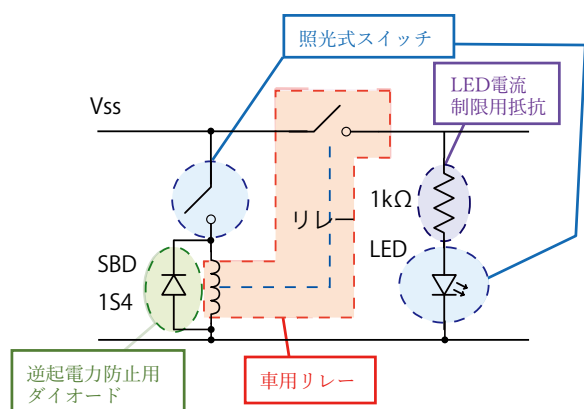 照光式スイッチ
LED電流
制限用抵抗
Vss
リレー
1kΩ
LED
SBD
1S4
逆起電力防止用
ダイオード
車用リレー